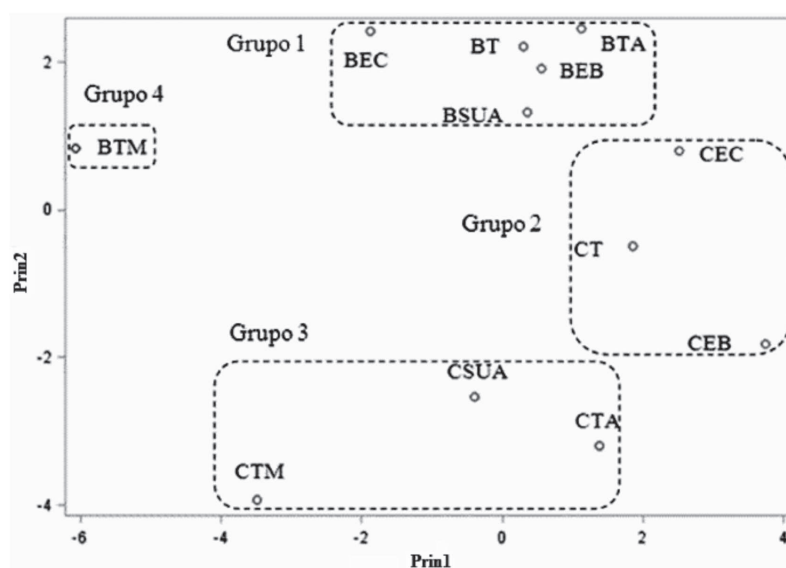 Grupo 1
BEC
BT
BTA
BEB
BSUA
Grupo 4
BTM
CEC
Grupo 2
CT
CEB
Grupo 3
CSUA
CTA
CTM
2
0
-2
-4
Prin2
-6
-4
-2
0
2
4
Prin1